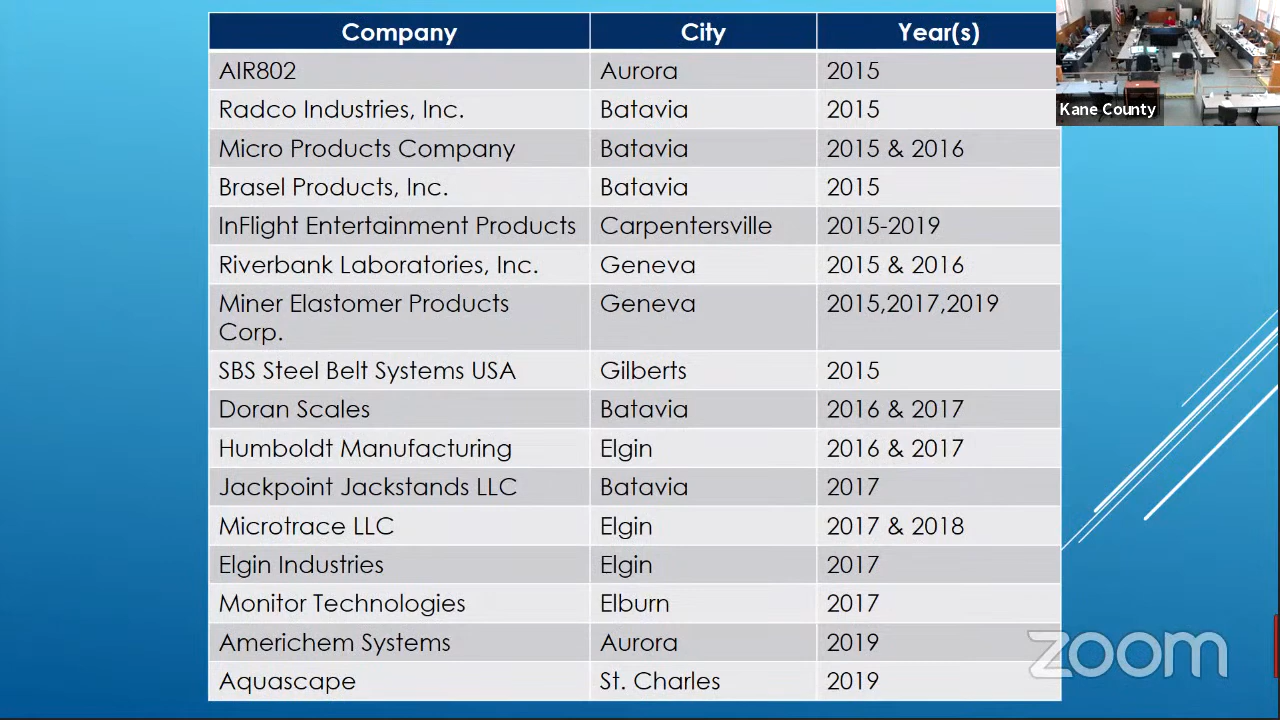 Company City Year(s)
AIR802 Aurora 2015
Radco Industries, Inc. Batavia 2015
Micro Products Company Batavia 2015 & 2016
Brasel Products, Inc. Batavia 2015
InFlight Entertainment Products Carpentersville 2015-2019
Riverbank Laboratories, Inc. Geneva 2015 & 2016
Miner Elastomer Products Geneva 2015,2017,2019
Corp.
SBS Steel Belt Systems USA Gilberts 2015
Doran Scales Batavia 2016 & 2017
Humboldt Manufacturing Elgin 2016 & 2017
Jackpoint Jackstands LLC Batavia 2017
Microtrace LLC Elgin 2017 & 2018
Elgin Industries Elgin 2017
Monitor Technologies Elburn 2017
Americhem Systems Aurora 2019
Aquascape St. Charles 2019
Kane County
zoom